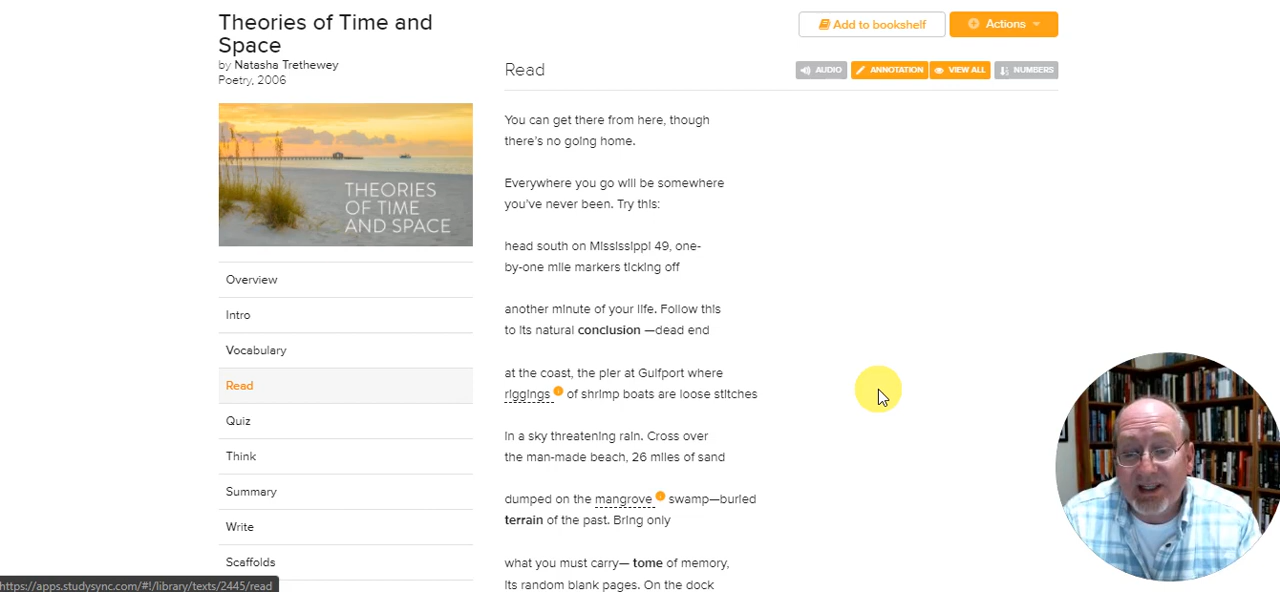 Theories of Time and
Space
by Natasha Trethewey
Poetry, 2006
Add to bookshelf
Actions
Read
AUDIO
ANNOTATION
VIEW ALL
NUMBERS
THEORIES
OF TIME
AND SPACE
Overview
Intro
Vocabulary
Read
Quiz
Think
Summary
Write
Scaffolds
You can get there from here, though
there's no going home.
Everywhere you go will be somewhere
you've never been. Try this:
head south on Mississippi 49, one-
by-one mile markers ticking off
another minute of your life. Follow this
to its natural conclusion —dead end
at the coast, the pier at Gulfport where
riggings of shrimp boats are loose stitches
in a sky threatening rain. Cross over
the man-made beach, 26 miles of sand
dumped on the mangrove swamp—buried
terrain of the past. Bring only
what you must carry— tome of memory,
its random blank pages. On the dock
https://apps.studysync.com/#!/library/texts/2445/read